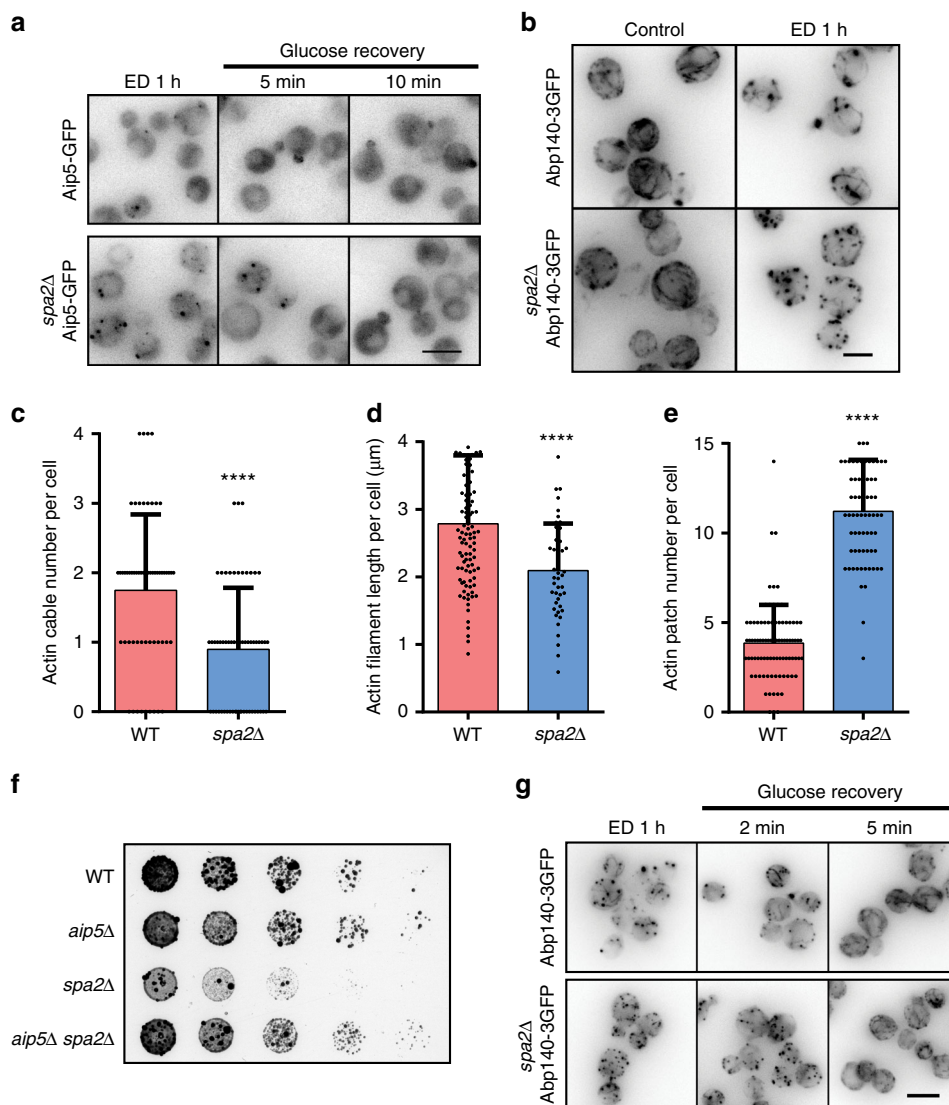 a
Glucose recovery
ED 1 h
5 min
10 min
Aip5-GFP
spa2Δ
Aip5-GFP
b
Control
ED 1 h
Abp140-3GFP
spa2Δ
Abp140-3GFP
c
Actin cable number per cell
4
3
2
1
0
****
WT
spa2Δ
d
Actin filament length per cell (μm)
4
3
2
1
0
****
WT
spa2Δ
e
Actin patch number per cell
15
10
5
0
****
WT
spa2Δ
f
WT
aip5Δ
spa2Δ
aip5Δ spa2Δ
g
Glucose recovery
ED 1 h
2 min
5 min
Abp140-3GFP
spa2Δ
Abp140-3GFP